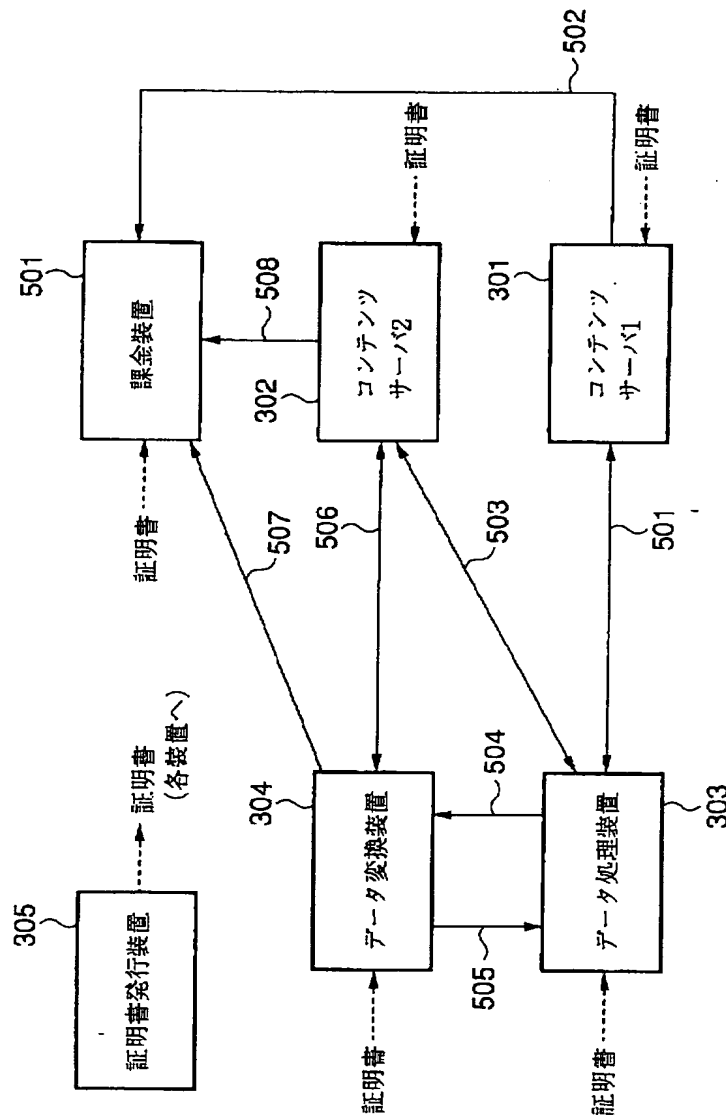 305
証明書発行装置
証明書
(各装置へ)
証明書
501
課金装置
502
507
508
証明書
304
データ変換装置
506
302
コンテンツ
サーバ2
証明書
505
504
503
証明書
303
データ処理装置
501
301
コンテンツ
サーバ1
証明書
証明書